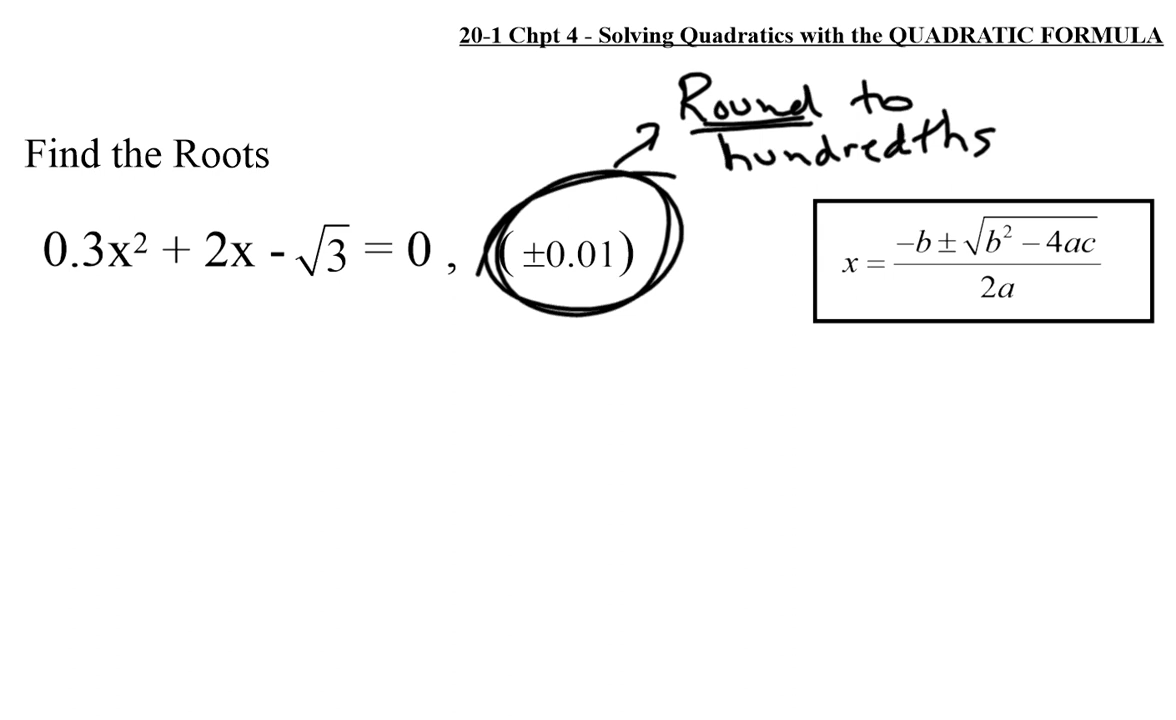 20-1 Chpt 4 - Solving Quadratics with the QUADRATIC FORMULA
Round to
hundredths
Find the Roots
0.3x² + 2x - √3 = 0 , (±0.01)
x = (−b ± √(b² − 4ac)) / 2a